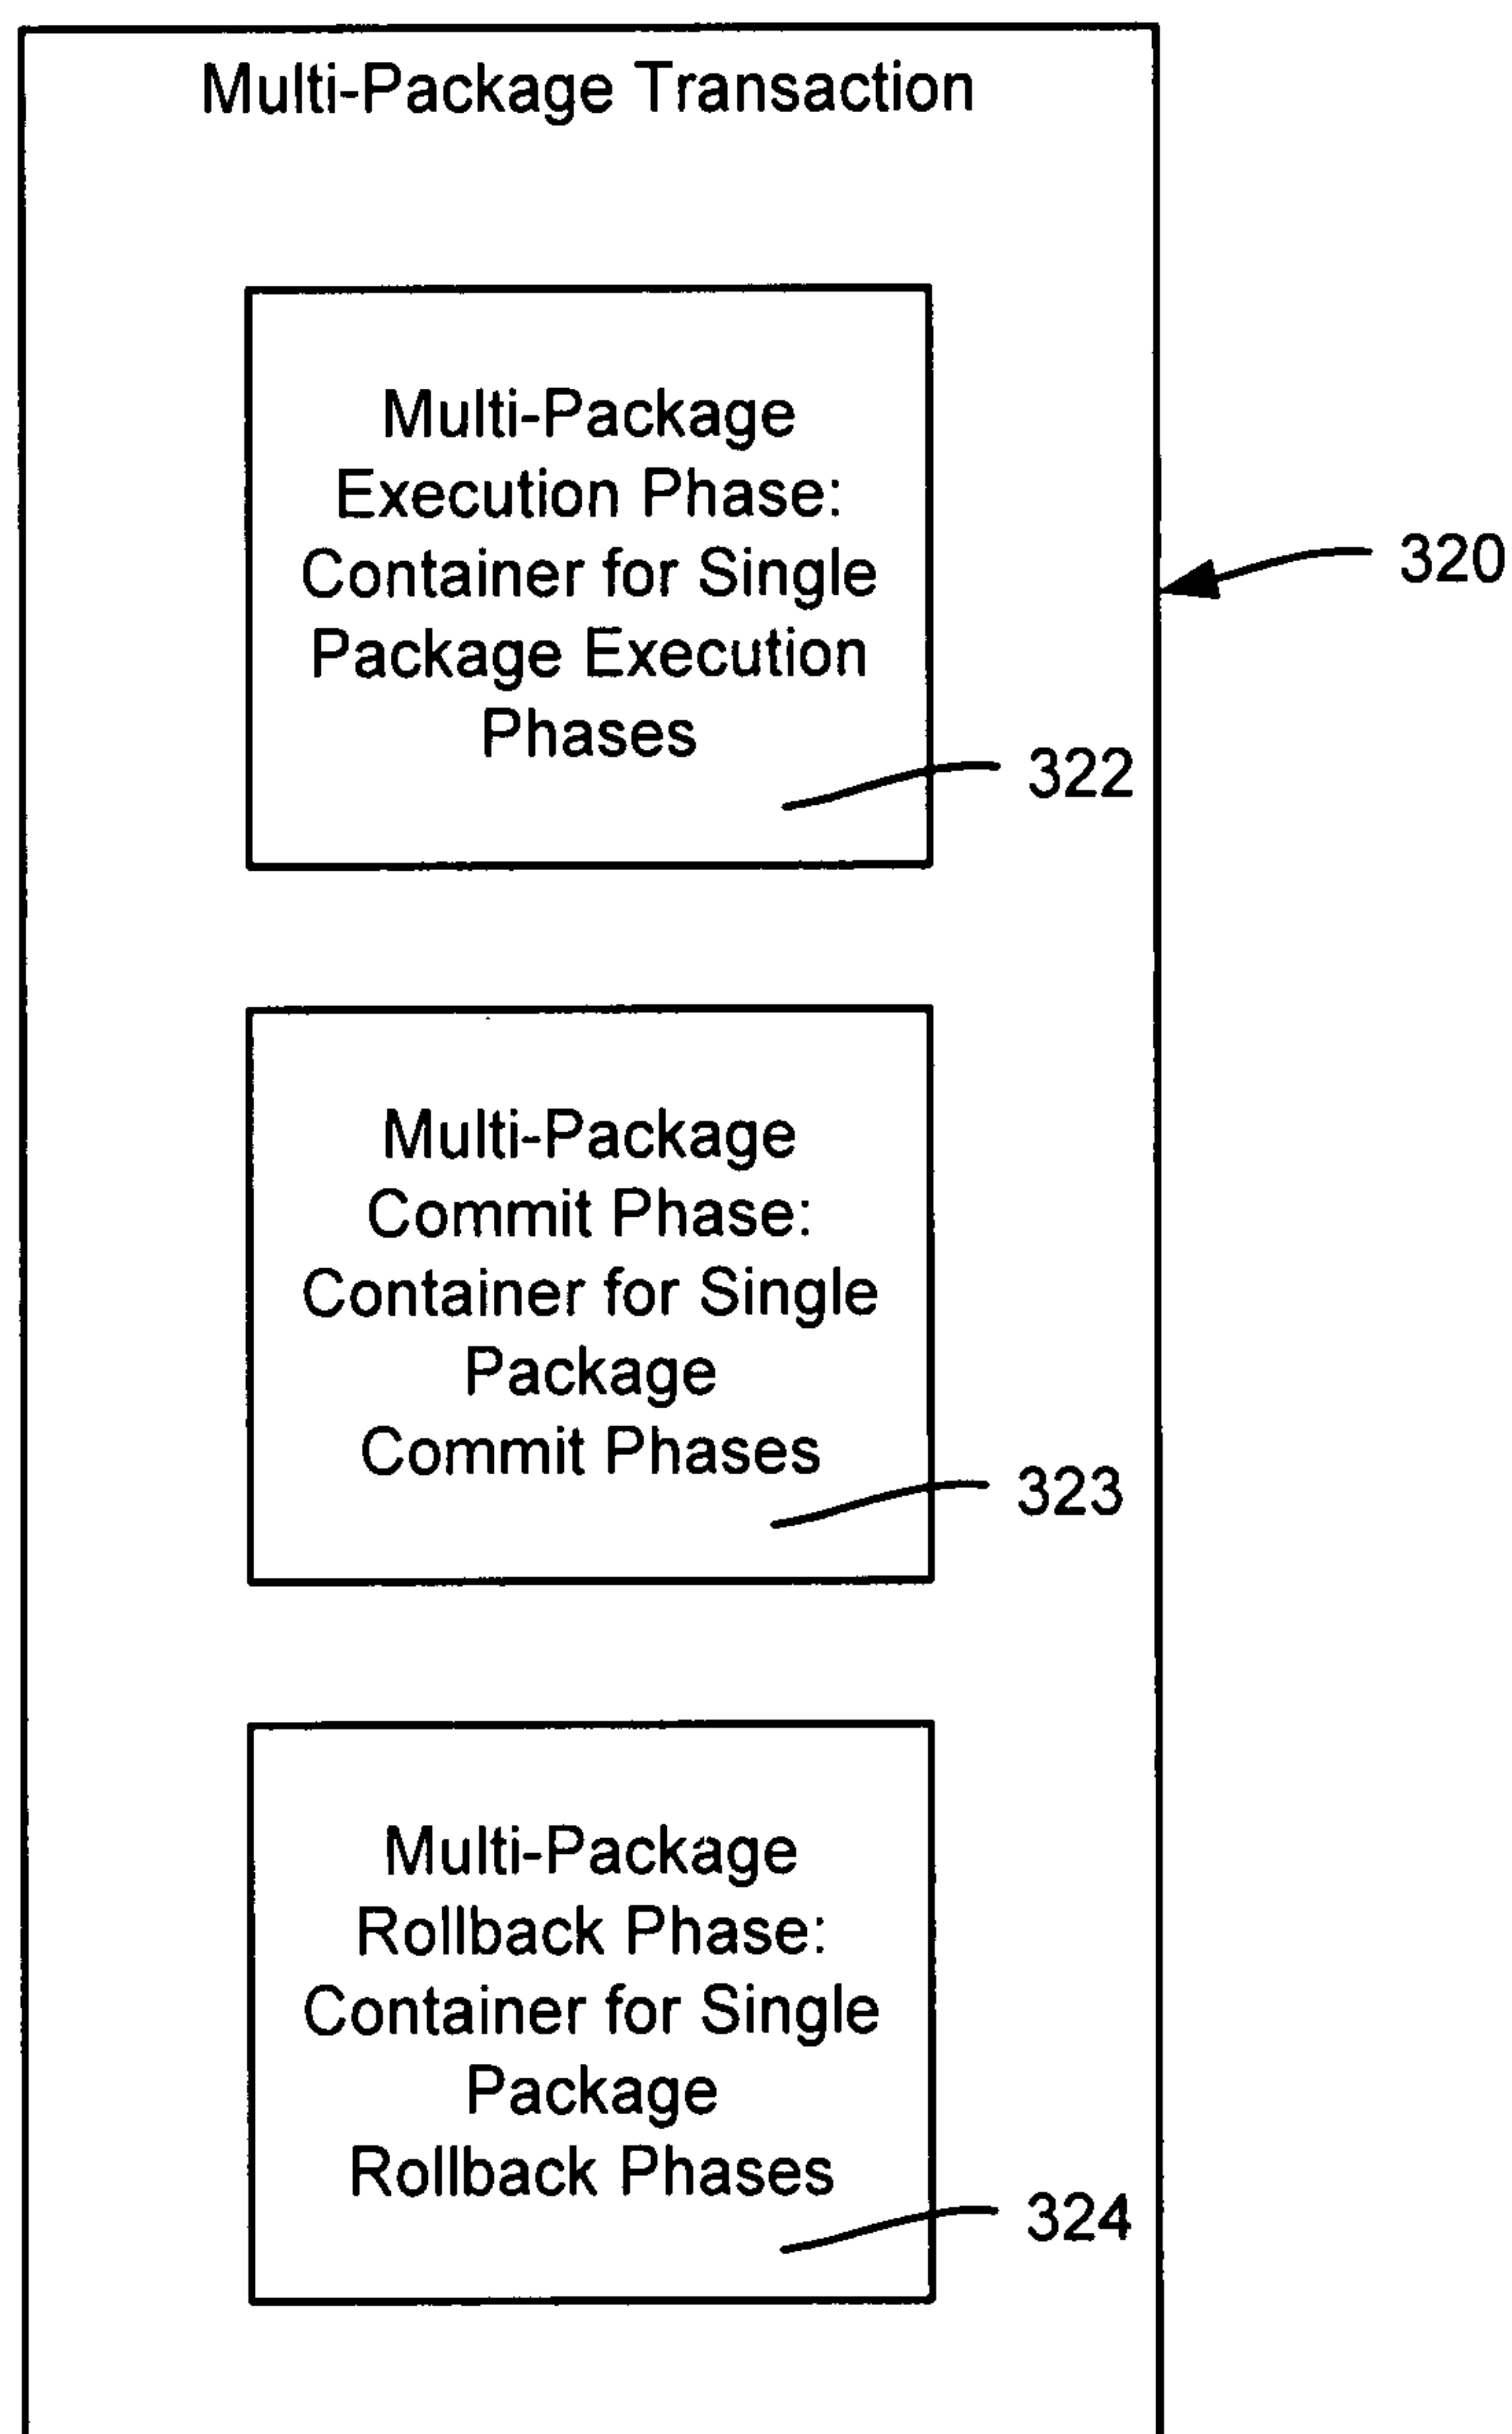 Multi-Package Transaction
Multi-Package
Execution Phase:
Container for Single
Package Execution
Phases
320
322
Multi-Package
Commit Phase:
Container for Single
Package
Commit Phases
323
Multi-Package
Rollback Phase:
Container for Single
Package
Rollback Phases
324